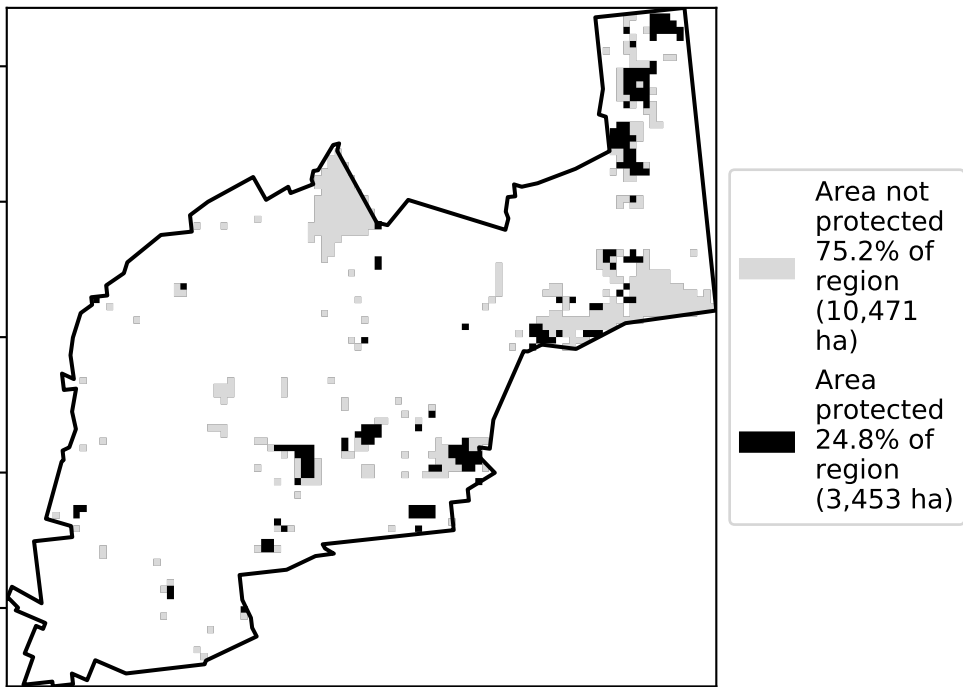 Area not
protected
75.2% of
region
(10,471
ha)
Area
protected
24.8% of
region
(3,453 ha)